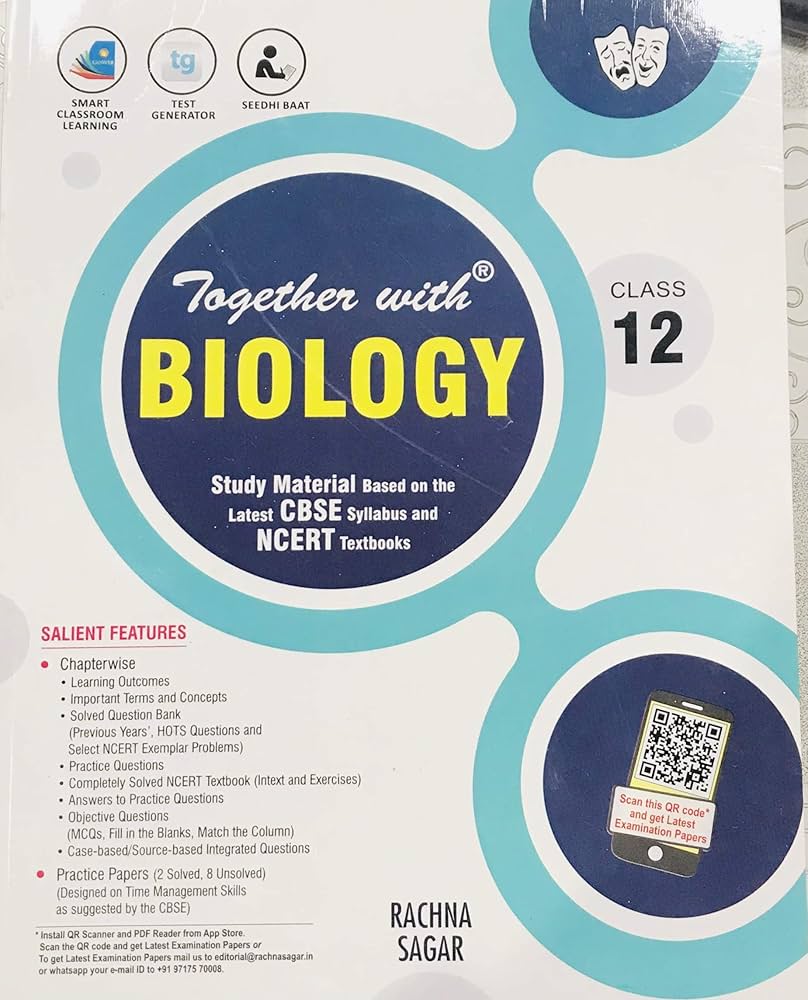 SMART
CLASSROOM
LEARNING
tg
TEST
GENERATOR
SEEDHI BAAT
Together with®
BIOLOGY
CLASS
12
Study Material Based on the
Latest CBSE Syllabus and
NCERT Textbooks
SALIENT FEATURES
• Chapterwise
• Learning Outcomes
• Important Terms and Concepts
• Solved Question Bank
(Previous Years', HOTS Questions and
Select NCERT Exemplar Problems)
• Practice Questions
• Completely Solved NCERT Textbook (Intext and Exercises)
• Answers to Practice Questions
• Objective Questions
(MCQs, Fill in the Blanks, Match the Column)
• Case-based/Source-based Integrated Questions
• Practice Papers (2 Solved, 8 Unsolved)
(Designed on Time Management Skills
as suggested by the CBSE)
* Install QR Scanner and PDF Reader from App Store.
Scan the QR code and get Latest Examination Papers or
To get Latest Examination Papers mail us to editorial@rachnasagar.in
or whatsapp your e-mail ID to +91 97175 70008.
Scan this QR code*
and get Latest
Examination Papers
RACHNA
SAGAR